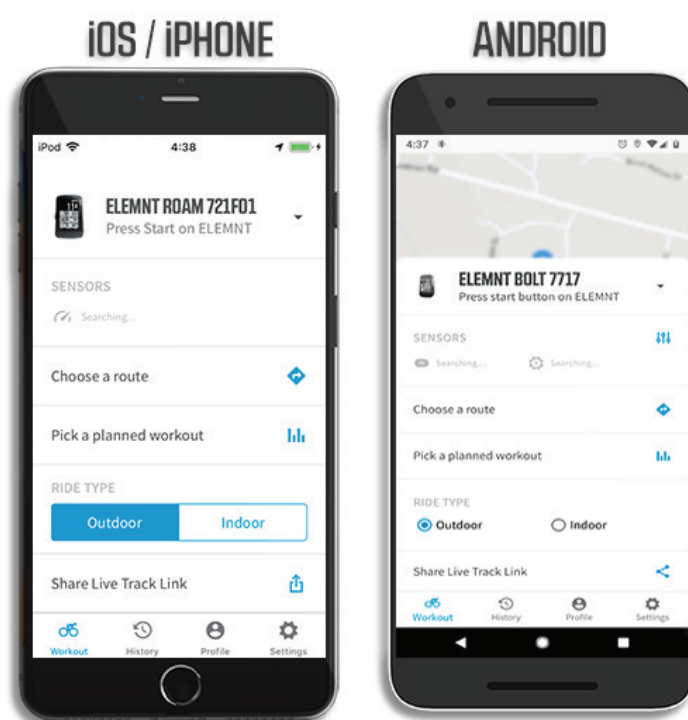 iOS / iPHONE
iPod
4:38
ELEMNT ROAM 721F01
Press Start on ELEMNT
SENSORS
Searching...
Choose a route
Pick a planned workout
RIDE TYPE
Outdoor Indoor
Share Live Track Link
Workout History Profile Settings
ANDROID
4:37
ELEMNT BOLT 7717
Press start button on ELEMNT
SENSORS
Searching... Searching...
Choose a route
Pick a planned workout
RIDE TYPE
Outdoor Indoor
Share Live Track Link
Workout History Profile Settings